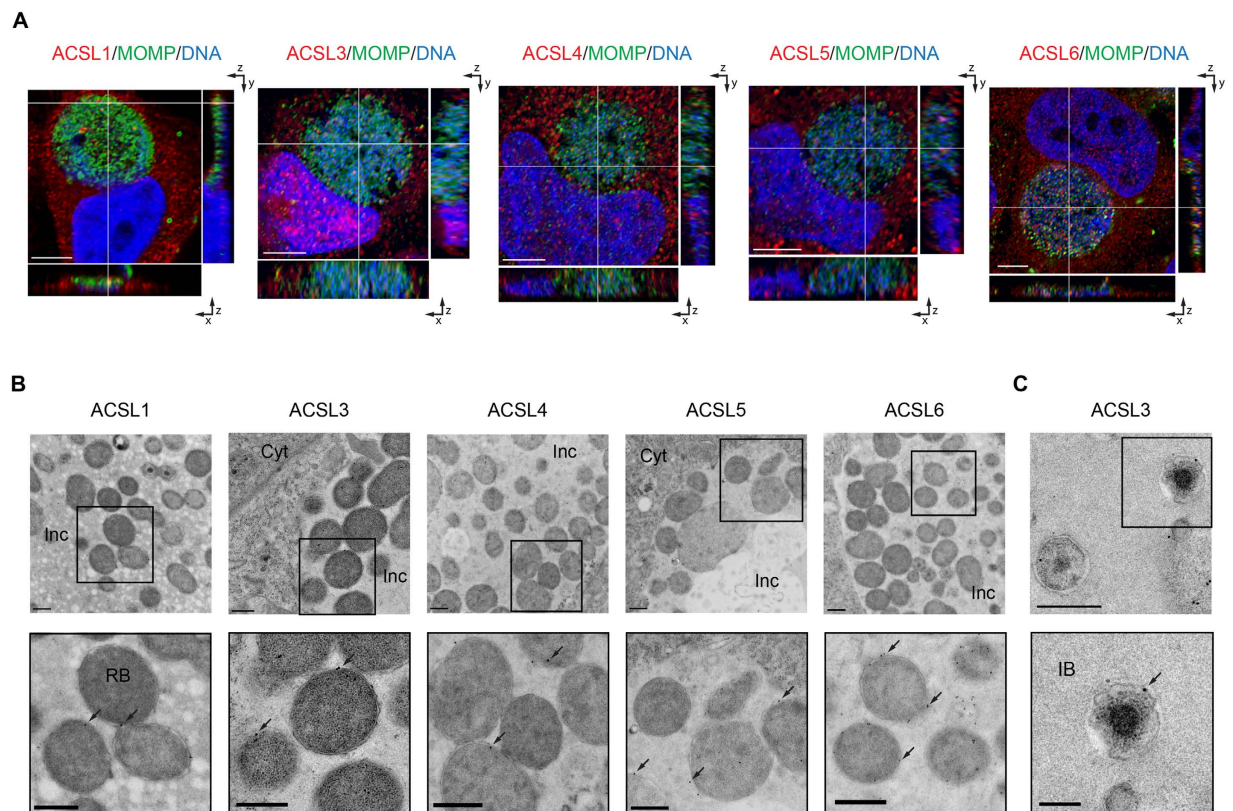 A
ACSL1/MOMP/DNA ACSL3/MOMP/DNA ACSL4/MOMP/DNA ACSL5/MOMP/DNA ACSL6/MOMP/DNA
z z z z z
y y y y y
z z z z z
x x x x x
B C
ACSL1 ACSL3 ACSL4 ACSL5 ACSL6 ACSL3
Cyt Inc Cyt
Inc Inc Inc Inc
RB IB